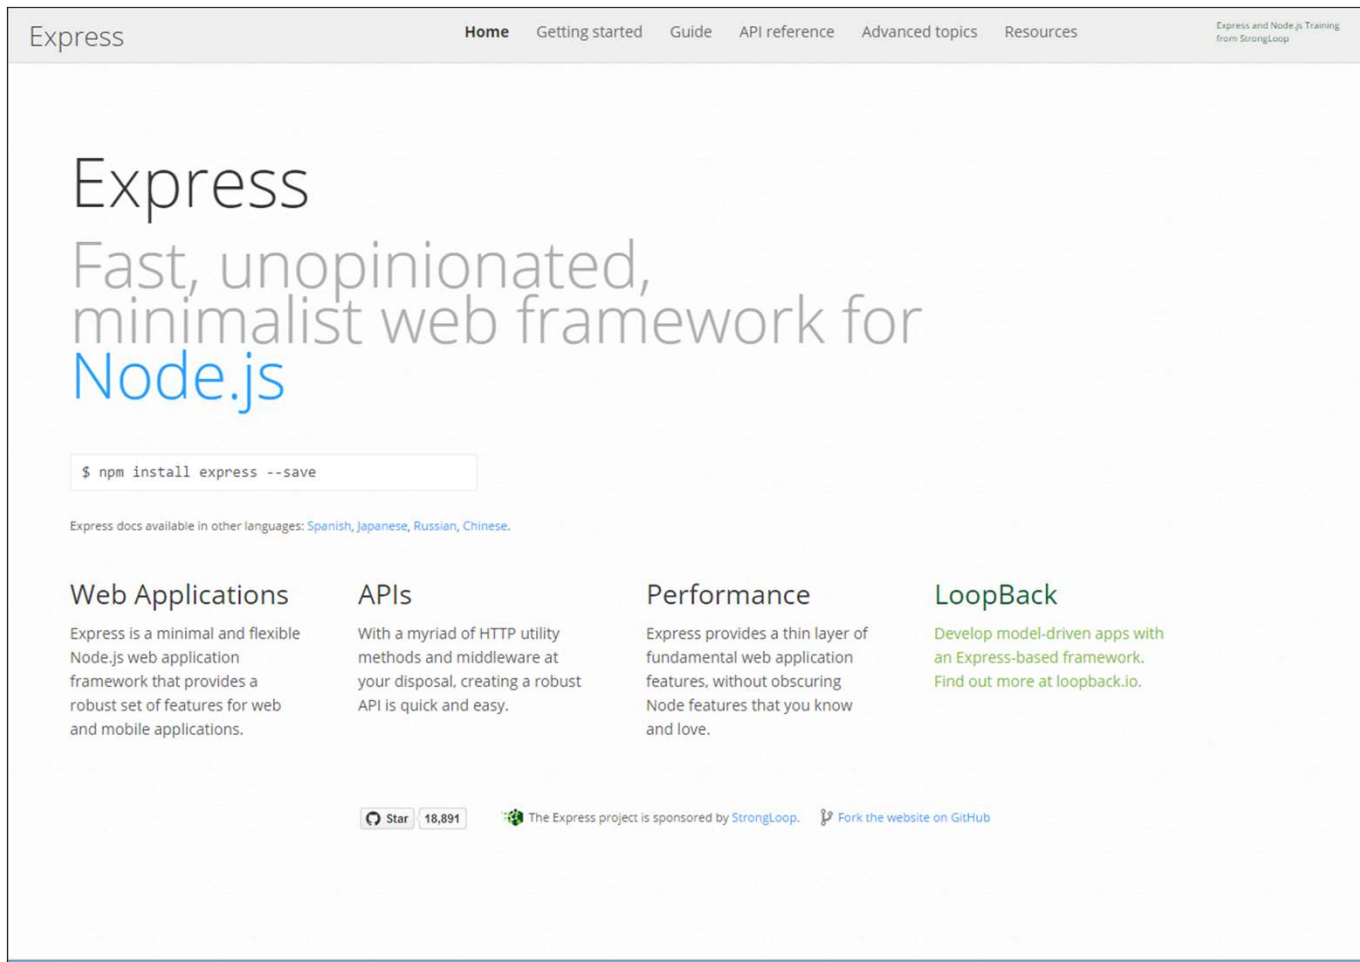 Express
Home Getting started Guide API reference Advanced topics Resources
Express and Node.js Training
from StrongLoop
Express
Fast, unopinionated,
minimalist web framework for
Node.js
$ npm install express --save
Express docs available in other languages: Spanish, Japanese, Russian, Chinese.
Web Applications
Express is a minimal and flexible
Node.js web application
framework that provides a
robust set of features for web
and mobile applications.
APIs
With a myriad of HTTP utility
methods and middleware at
your disposal, creating a robust
API is quick and easy.
Performance
Express provides a thin layer of
fundamental web application
features, without obscuring
Node features that you know
and love.
LoopBack
Develop model-driven apps with
an Express-based framework.
Find out more at loopback.io.
Star 18,891
The Express project is sponsored by StrongLoop.
Fork the website on GitHub